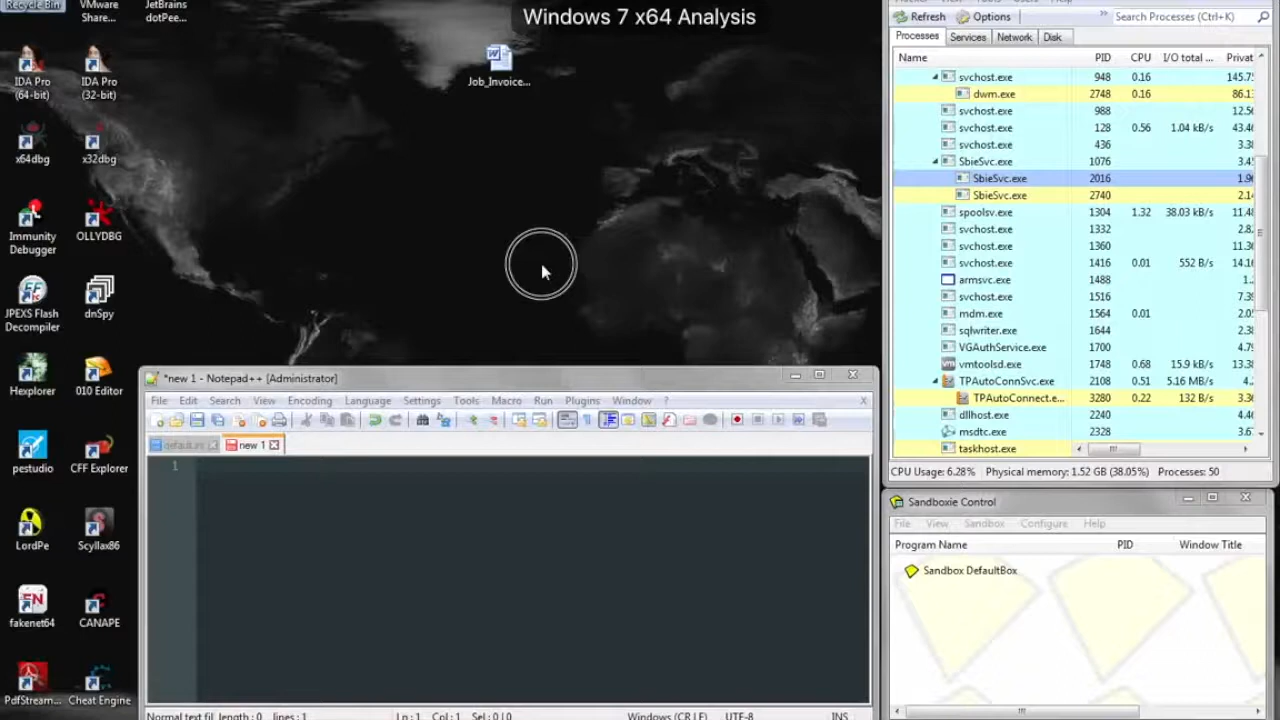 Recycle Bin
VMware Share...
JetBrains dotPee...
Windows 7 x64 Analysis
IDA Pro (64-bit)
IDA Pro (32-bit)
Job_Invoice...
x64dbg
x32dbg
Immunity Debugger
OLLYDBG
JPEXS Flash Decompiler
dnSpy
Hexplorer
010 Editor
pestudio
CFF Explorer
LordPe
Scyllax86
fakenet64
CANAPE
PdfStream...
Cheat Engine
*new 1 - Notepad++ [Administrator]
File Edit Search View Encoding Language Settings Tools Macro Run Plugins Window ? X
new 1
1
Normal text fil length : 0 lines : 1 Ln : 1 Col : 1 Sel : 0 | 0 Windows (CR LF) UTF-8 INS
Refresh Options » Search Processes (Ctrl+K)
Processes Services Network Disk
Name PID CPU I/O total ... Privat
svchost.exe 948 0.16
dwm.exe 2748 0.16
svchost.exe 988
svchost.exe 128 0.56 1.04 kB/s
svchost.exe 436
SbieSvc.exe 1076
SbieSvc.exe 2016
SbieSvc.exe 2740
spoolsv.exe 1304 1.32 38.03 kB/s
svchost.exe 1332
svchost.exe 1360
svchost.exe 1416 0.01 552 B/s
armsvc.exe 1488
svchost.exe 1516
mdm.exe 1564 0.01
sqlwriter.exe 1644
VGAuthService.exe 1700
vmtoolsd.exe 1748 0.68 15.9 kB/s
TPAutoConnSvc.exe 2108 0.51 5.16 MB/s
TPAutoConnect.e... 3280 0.22 132 B/s
dllhost.exe 2240
msdtc.exe 2328
taskhost.exe
CPU Usage: 6.28% Physical memory: 1.52 GB (38.05%) Processes: 50
Sandboxie Control
File View Sandbox Configure Help
Program Name PID Window Title
Sandbox DefaultBox